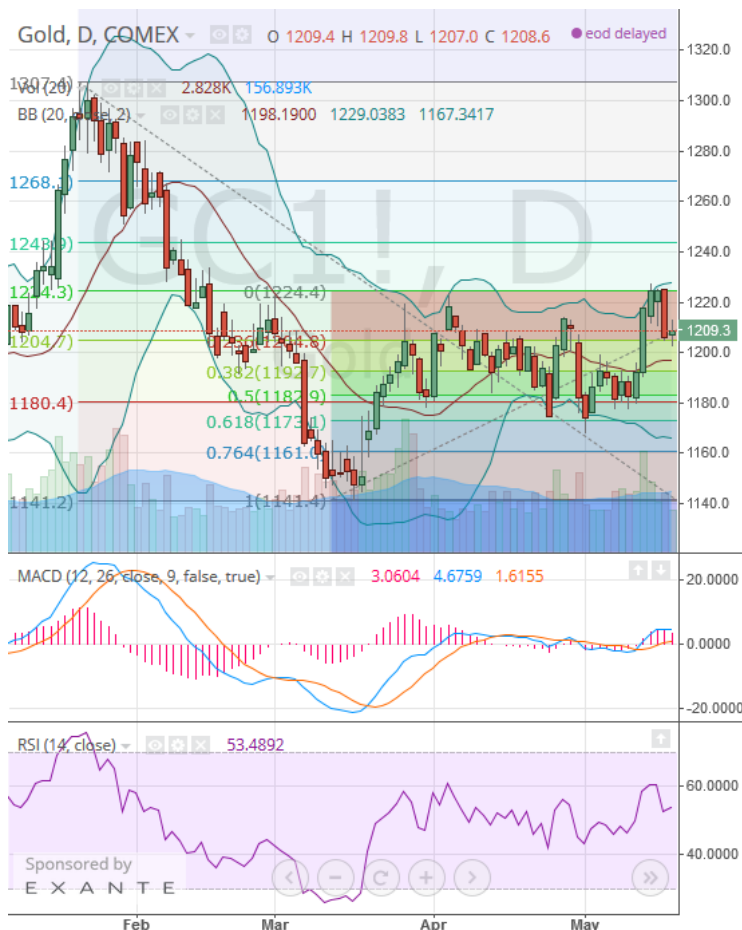 Gold, D, COMEX O 1209.4 H 1209.8 L 1207.0 C 1208.6 eod delayed
1320.0
1307.4)
Vol (20) 2.828K 156.893K
1300.0
BB (20, 2) 1198.1900 1229.0383 1167.3417
1280.0
1268.
1260.0
GC1!, D
1243.9)
1240.0
1224.3) 0(1224.4)
1220.0
1209.3
1204.7)
1200.0
0.382(1192.7)
1180.4) 0.5(1182.9)
1180.0
0.618(1173.1)
0.764(1161.0
1160.0
1141.2) 1(1141.4)
1140.0
MACD (12, 26, close, 9, false, true) 3.0604 4.6759 1.6155
20.0000
0.0000
-20.0000
RSI (14, close) 53.4892
60.0000
40.0000
Sponsored by
EXANTE
Feb Mar Apr May